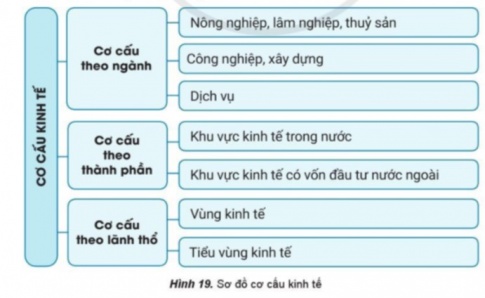 CƠ CẤU KINH TẾ
Cơ cấu
theo ngành
Nông nghiệp, lâm nghiệp, thuỷ sản
Công nghiệp, xây dựng
Dịch vụ
Cơ cấu
theo
thành phần
Khu vực kinh tế trong nước
Khu vực kinh tế có vốn đầu tư nước ngoài
Cơ cấu
theo lãnh thổ
Vùng kinh tế
Tiểu vùng kinh tế
Hình 19. Sơ đồ cơ cấu kinh tế